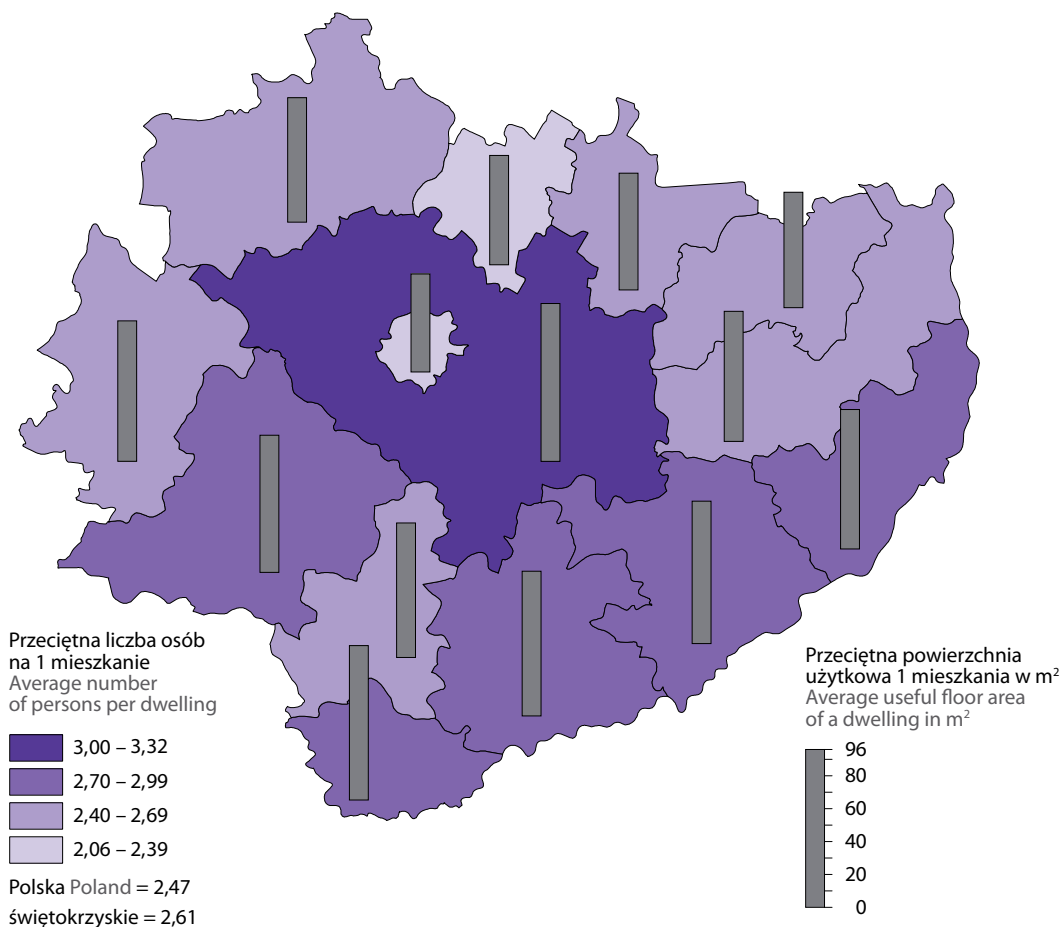 Przeciętna liczba osób
na 1 mieszkanie
Average number
of persons per dwelling
3,00 – 3,32
2,70 – 2,99
2,40 – 2,69
2,06 – 2,39
Polska Poland = 2,47
świętokrzyskie = 2,61
Przeciętna powierzchnia
użytkowa 1 mieszkania w m²
Average useful floor area
of a dwelling in m²
96
80
60
40
20
0